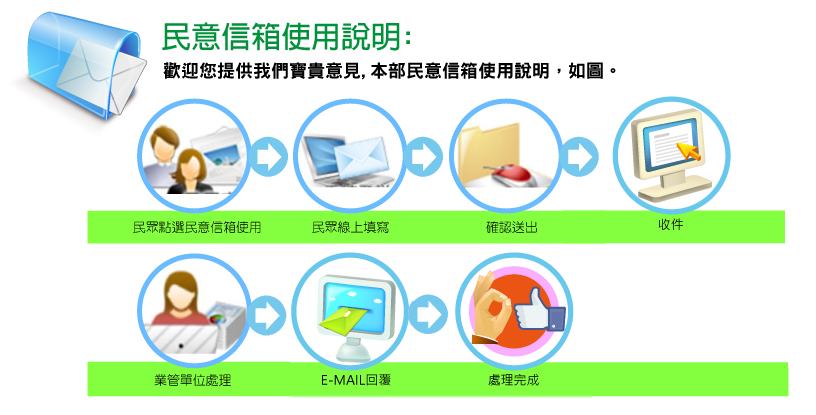 民意信箱使用說明:
歡迎您提供我們寶貴意見, 本部民意信箱使用說明，如圖。
民眾點選民意信箱使用
民眾線上填寫
確認送出
收件
業管單位處理
E-MAIL回覆
處理完成